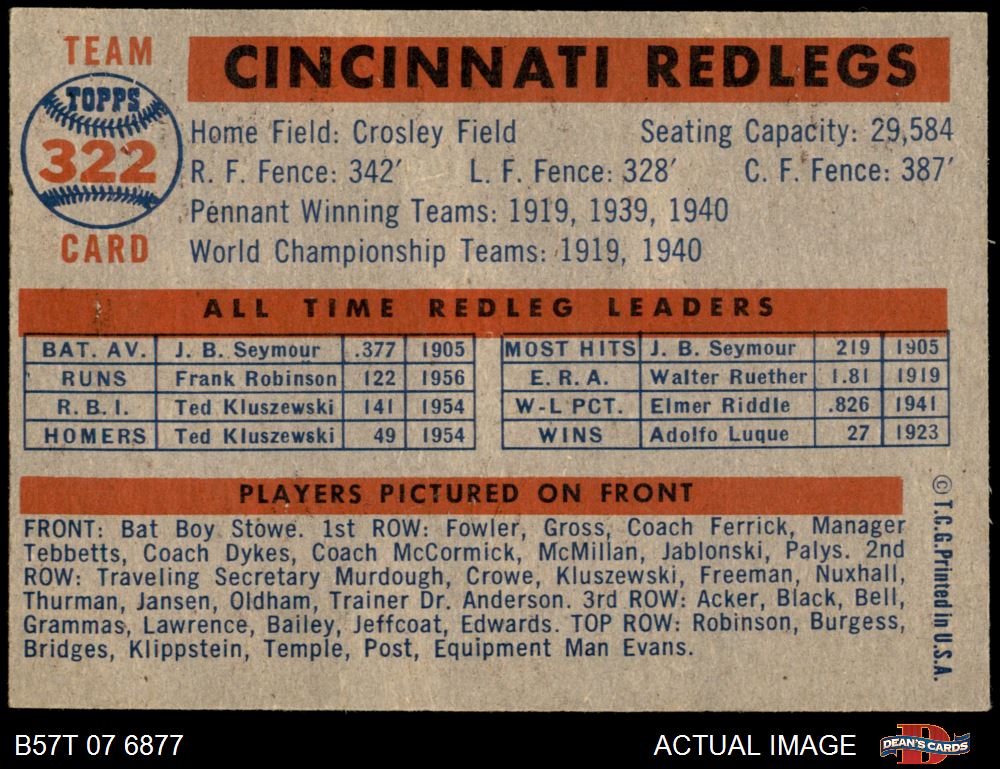 TEAM
TOPPS
322
CARD
CINCINNATI REDLEGS
Home Field: Crosley Field Seating Capacity: 29,584
R. F. Fence: 342′ L. F. Fence: 328′ C. F. Fence: 387′
Pennant Winning Teams: 1919, 1939, 1940
World Championship Teams: 1919, 1940
ALL TIME REDLEG LEADERS
BAT. AV. J. B. Seymour .377 1905 MOST HITS J. B. Seymour 219 1905
RUNS Frank Robinson 122 1956 E. R. A. Walter Ruether 1.81 1919
R. B. I. Ted Kluszewski 141 1954 W-L PCT. Elmer Riddle .826 1941
HOMERS Ted Kluszewski 49 1954 WINS Adolfo Luque 27 1923
PLAYERS PICTURED ON FRONT
FRONT: Bat Boy Stowe. 1st ROW: Fowler, Gross, Coach Ferrick, Manager
Tebbetts, Coach Dykes, Coach McCormick, McMillan, Jablonski, Palys. 2nd
ROW: Traveling Secretary Murdough, Crowe, Kluszewski, Freeman, Nuxhall,
Thurman, Jansen, Oldham, Trainer Dr. Anderson. 3rd ROW: Acker, Black, Bell,
Grammas, Lawrence, Bailey, Jeffcoat, Edwards. TOP ROW: Robinson, Burgess,
Bridges, Klippstein, Temple, Post, Equipment Man Evans.
© T.C.G. Printed in U.S.A.
B57T 07 6877 ACTUAL IMAGE
DEAN'S CARDS